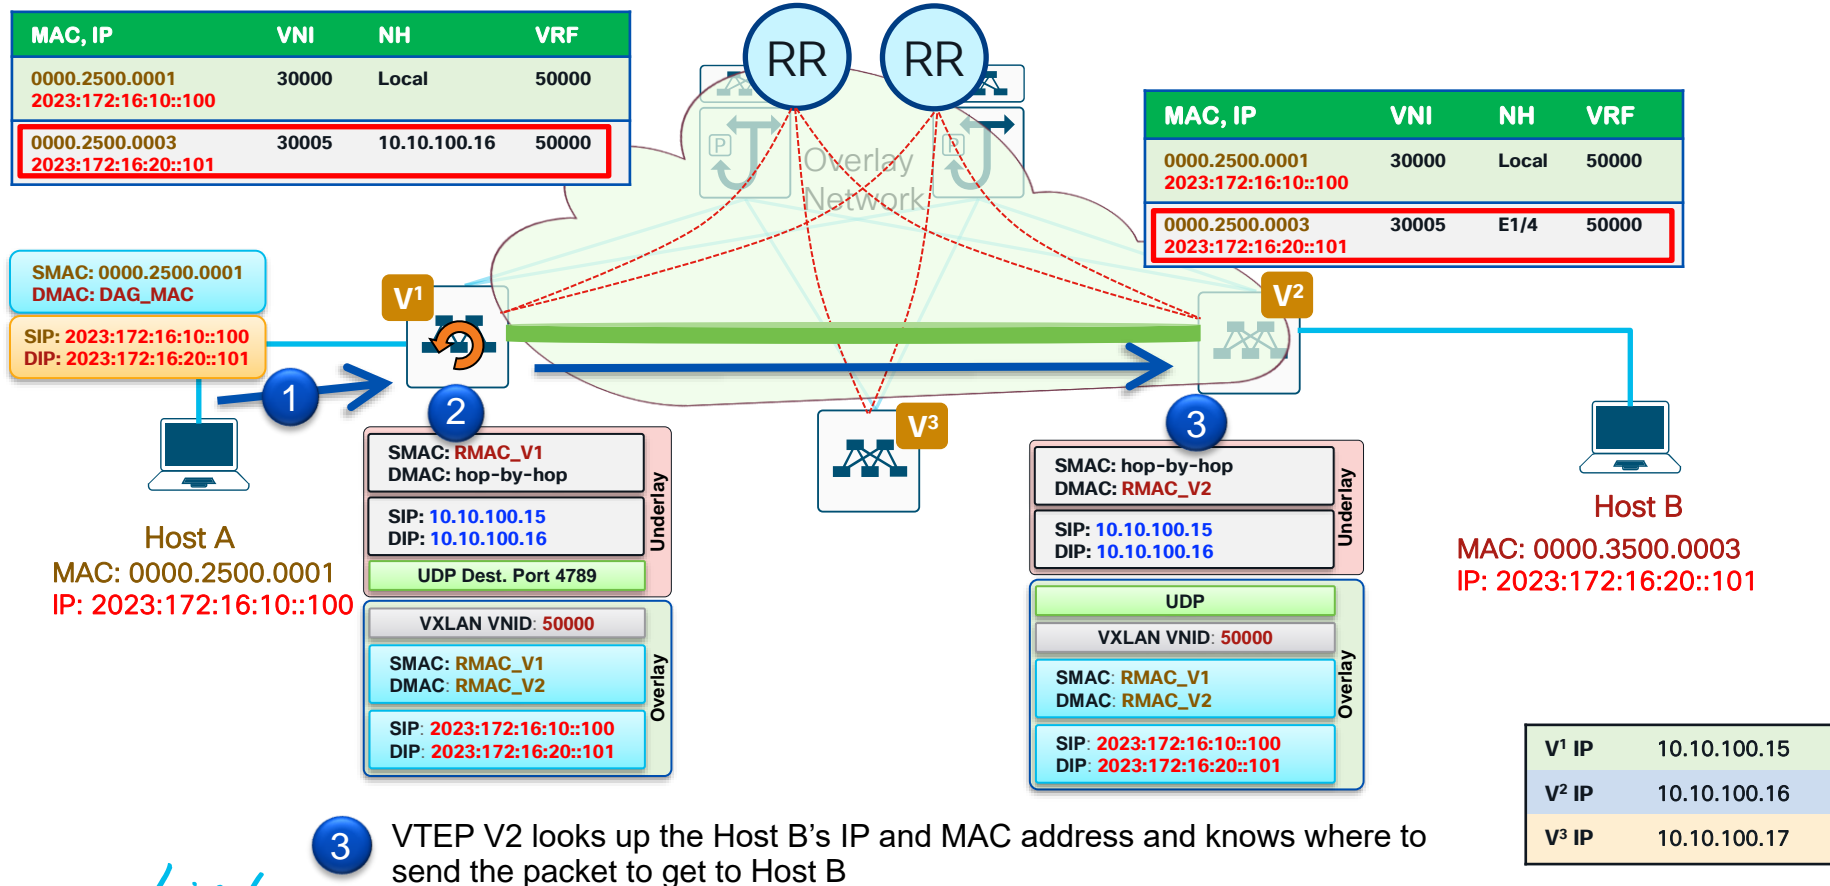 MAC, IP VNI NH VRF
0000.2500.0001 30000 Local 50000
2023:172:16:10::100
0000.2500.0003 30005 10.10.100.16 50000
2023:172:16:20::101
RR RR
P P
Overlay
Network
MAC, IP VNI NH VRF
0000.2500.0001 30000 Local 50000
2023:172:16:10::100
0000.2500.0003 30005 E1/4 50000
2023:172:16:20::101
SMAC: 0000.2500.0001
DMAC: DAG_MAC
SIP: 2023:172:16:10::100
DIP: 2023:172:16:20::101
V1
V2
V3
1
2
3
Host A
MAC: 0000.2500.0001
IP: 2023:172:16:10::100
SMAC: RMAC_V1
DMAC: hop-by-hop
SIP: 10.10.100.15
DIP: 10.10.100.16
UDP Dest. Port 4789
Underlay
VXLAN VNID: 50000
SMAC: RMAC_V1
DMAC: RMAC_V2
SIP: 2023:172:16:10::100
DIP: 2023:172:16:20::101
Overlay
SMAC: hop-by-hop
DMAC: RMAC_V2
SIP: 10.10.100.15
DIP: 10.10.100.16
Underlay
UDP
VXLAN VNID: 50000
SMAC: RMAC_V1
DMAC: RMAC_V2
SIP: 2023:172:16:10::100
DIP: 2023:172:16:20::101
Overlay
Host B
MAC: 0000.3500.0003
IP: 2023:172:16:20::101
V1 IP 10.10.100.15
V2 IP 10.10.100.16
V3 IP 10.10.100.17
3 VTEP V2 looks up the Host B’s IP and MAC address and knows where to
send the packet to get to Host B